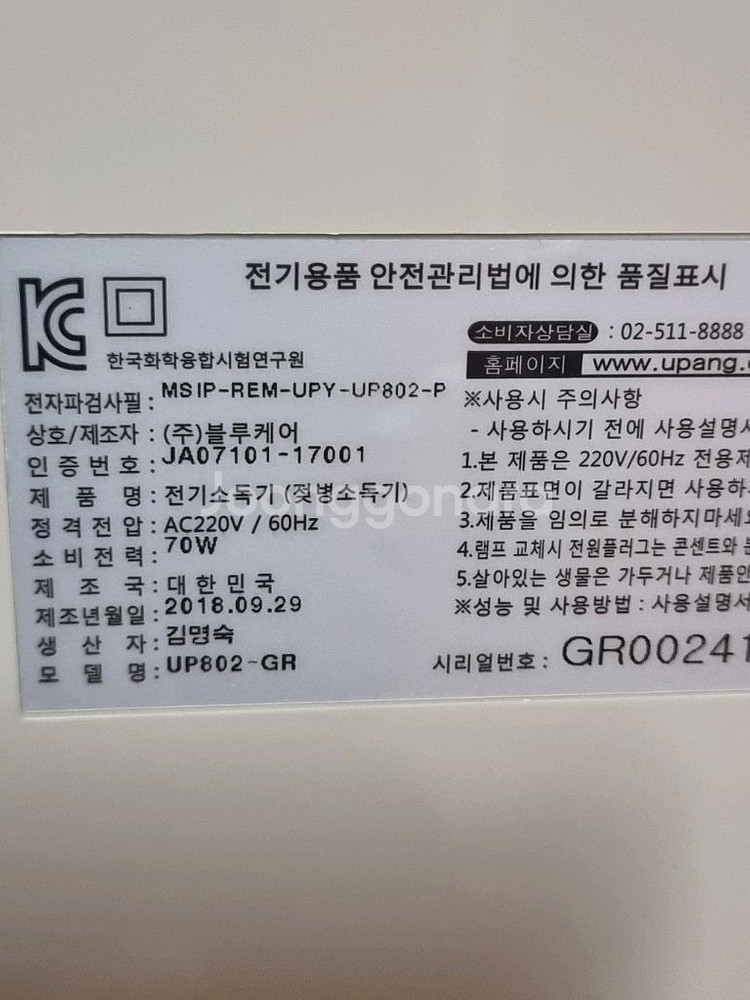 전기용품 안전관리법에 의한 품질표시
한국화학융합시험연구원
전자파검사필 : MSIP-REM-UPY-UP802-P
상호/제조자 : (주)블루케어
인증번호 : JA07101-17001
제품명 : 전기소독기 (젖병소독기)
정격전압 : AC220V / 60Hz
소비전력 : 70W
제조국 : 대한민국
제조년월일 : 2018.09.29
생산자 : 김명숙
모델명 : UP802-GR
소비자상담실 : 02-511-8888
홈페이지 www.upang.
※사용시 주의사항
- 사용하시기 전에 사용설명
1.본 제품은 220V/60Hz 전용
2.제품표면이 갈라지면 사용하
3.제품을 임의로 분해하지마세
4.램프 교체시 전원플러그는 콘센트와
5.살아있는 생물은 가두거나 제품안
※성능 및 사용방법 : 사용설명서
시리얼번호 : GR00241
Joonggonara